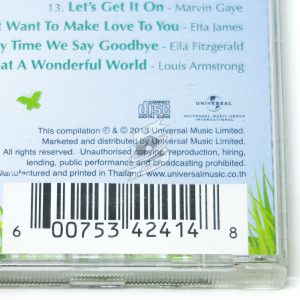 13. Let's Get It On - Marvin Gaye
t Want To Make Love To You - Etta James
y Time We Say Goodbye - Ella Fitzgerald
at A Wonderful World - Louis Armstrong
COMPACT
disc
DIGITAL AUDIO
UNIVERSAL
UNIVERSAL MUSIC GROUP
INTERNATIONAL
This compilation ℗ & © 2013 Universal Music Limited.
Marketed and distributed by Universal Music Limited.
All rights reserved. Unauthorised copying, reproduction, hiring,
lending, public performance and broadcasting prohibited.
Made and printed in Thailand. www.universalmusic.co.th
6 00753 42414 8